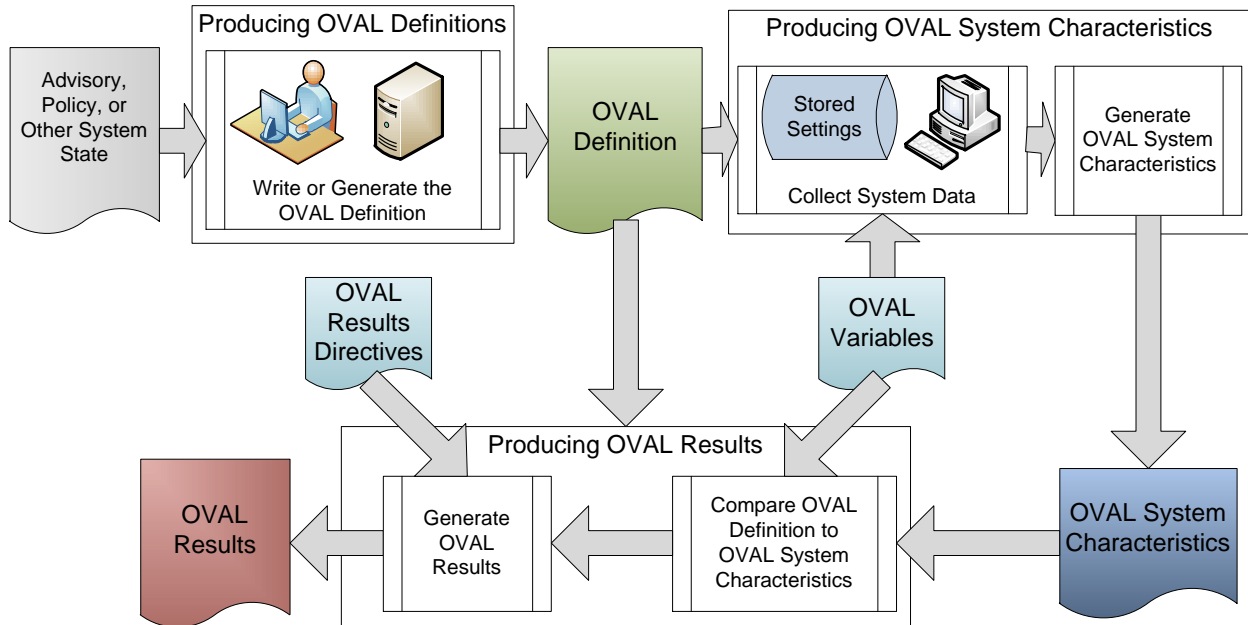 Producing OVAL Definitions
Producing OVAL System Characteristics
Advisory,
Policy, or
Other System
State
Write or Generate the
OVAL Definition
OVAL
Definition
Stored
Settings
Collect System Data
Generate
OVAL System
Characteristics
OVAL
Results
Directives
OVAL
Variables
Producing OVAL Results
OVAL
Results
Generate
OVAL
Results
Compare OVAL
Definition to
OVAL System
Characteristics
OVAL System
Characteristics